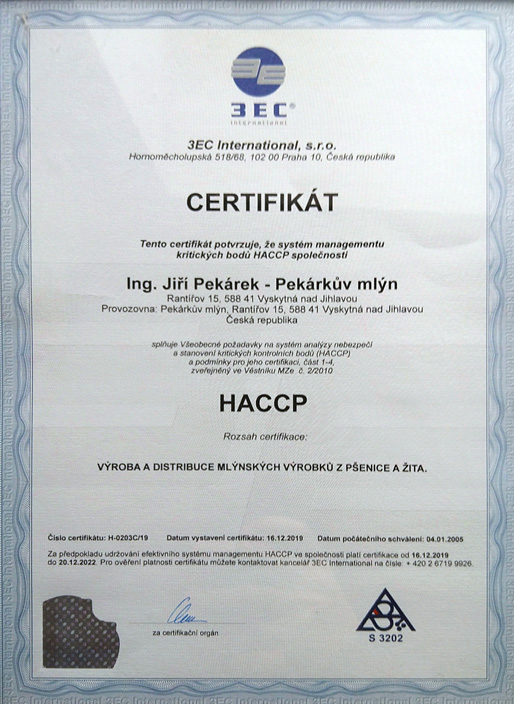 3EC®
international
3EC International, s.r.o.
Hornoměcholupská 518/68, 102 00 Praha 10, Česká republika
CERTIFIKÁT
Tento certifikát potvrzuje, že systém managementu
kritických bodů HACCP společnosti
Ing. Jiří Pekárek - Pekárkův mlýn
Rantířov 15, 588 41 Vyskytná nad Jihlavou
Provozovna: Pekárkův mlýn, Rantířov 15, 588 41 Vyskytná nad Jihlavou
Česká republika
splňuje Všeobecné požadavky na systém analýzy nebezpečí
a stanovení kritických kontrolních bodů (HACCP)
a podmínky pro jeho certifikaci, část 1-4,
zveřejněný ve Věstníku MZe č. 2/2010
HACCP
Rozsah certifikace:
VÝROBA A DISTRIBUCE MLÝNSKÝCH VÝROBKŮ Z PŠENICE A ŽITA.
Číslo certifikátu: H-0203C/19 Datum vystavení certifikátu: 16.12.2019 Datum počátečního schválení: 04.01.2005
Za předpokladu udržování efektivního systému managementu HACCP ve společnosti platí certifikace od 16.12.2019
do 20.12.2022. Pro ověření platnosti certifikátu můžete kontaktovat kancelář 3EC International na čísle: + 420 2 6719 9926.
za certifikační orgán
S 3202